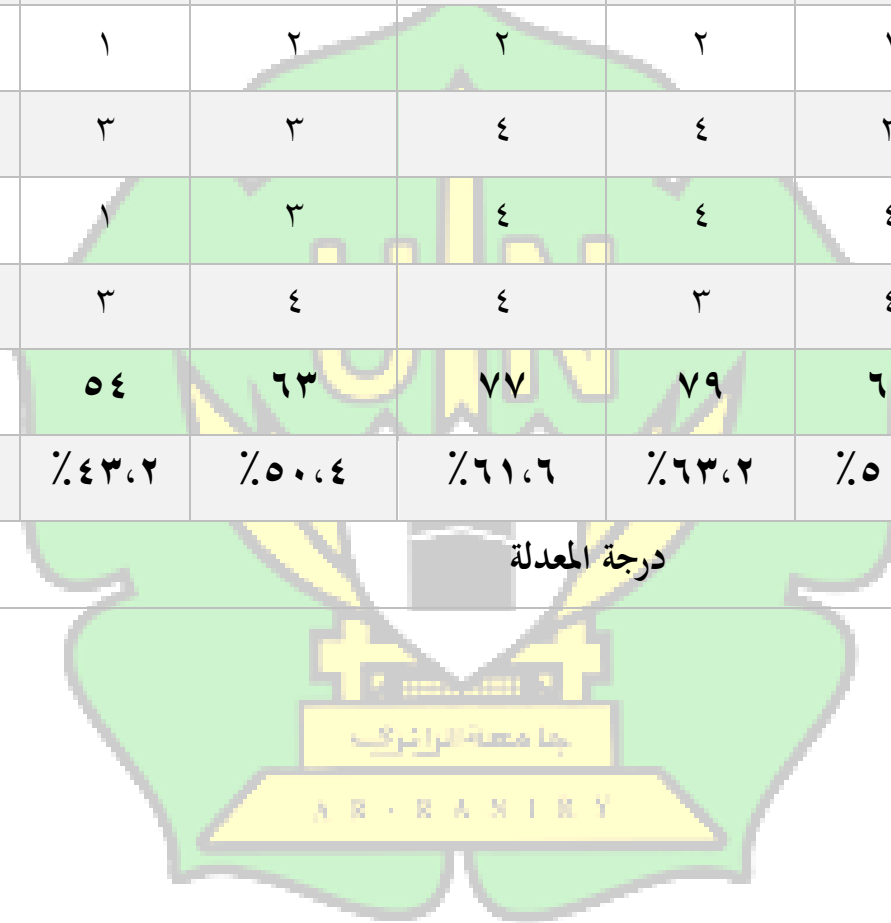 ٢ ٢ ٢ ١
٤ ٤ ٣ ٣
٤ ٤ ٣ ١
٣ ٤ ٤ ٣
٧٩ ٧٧ ٦٣ ٥٤
٦٣،٢٪ ٦١،٦٪ ٥٠،٤٪ ٤٣،٢٪
درجة المعدلة
UIN
جامعة الرانري
AR-RANIRY